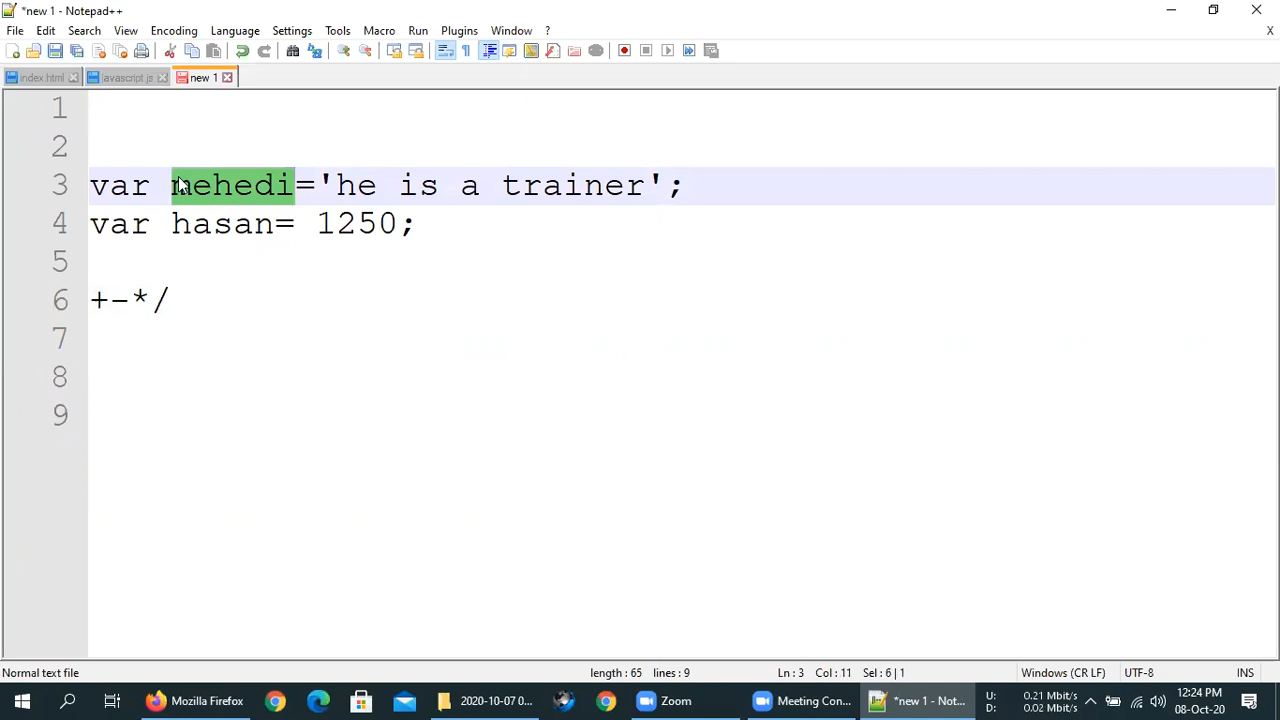 *new 1 - Notepad++
File Edit Search View Encoding Language Settings Tools Macro Run Plugins Window ? X
index.html javascript.js new 1
1
2
3 var mehedi='he is a trainer';
4 var hasan= 1250;
5
6 +-*/
7
8
9
Normal text file length : 65 lines : 9 Ln : 3 Col : 11 Sel : 6 | 1 Windows (CR LF) UTF-8 INS
Mozilla Firefox 2020-10-07 0... Zoom Meeting Con... *new 1 - Not... U: 0.21 Mbit/s 12:24 PM
D: 0.02 Mbit/s 08-Oct-20